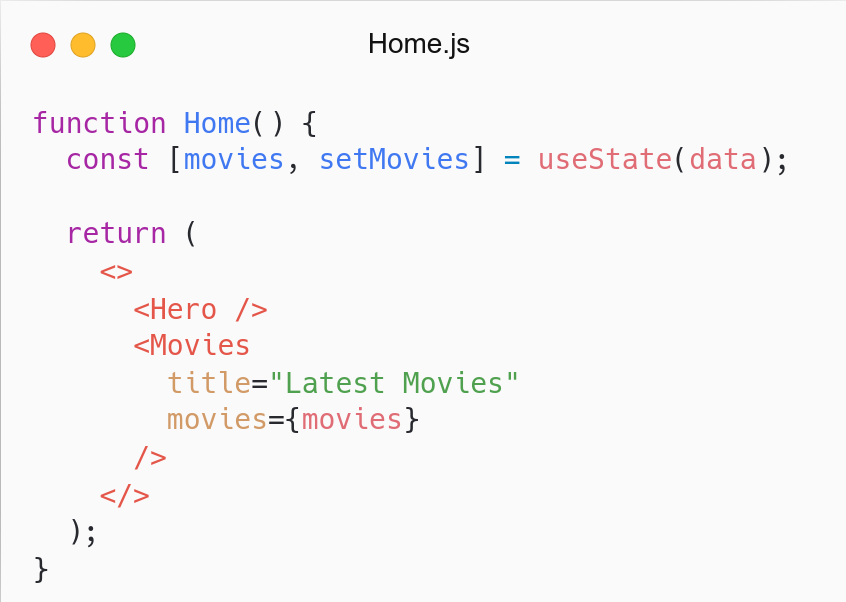 Home.js
function Home() {
  const [movies, setMovies] = useState(data);

  return (
    <>
      <Hero />
      <Movies
        title="Latest Movies"
        movies={movies}
      />
    </>
  );
}